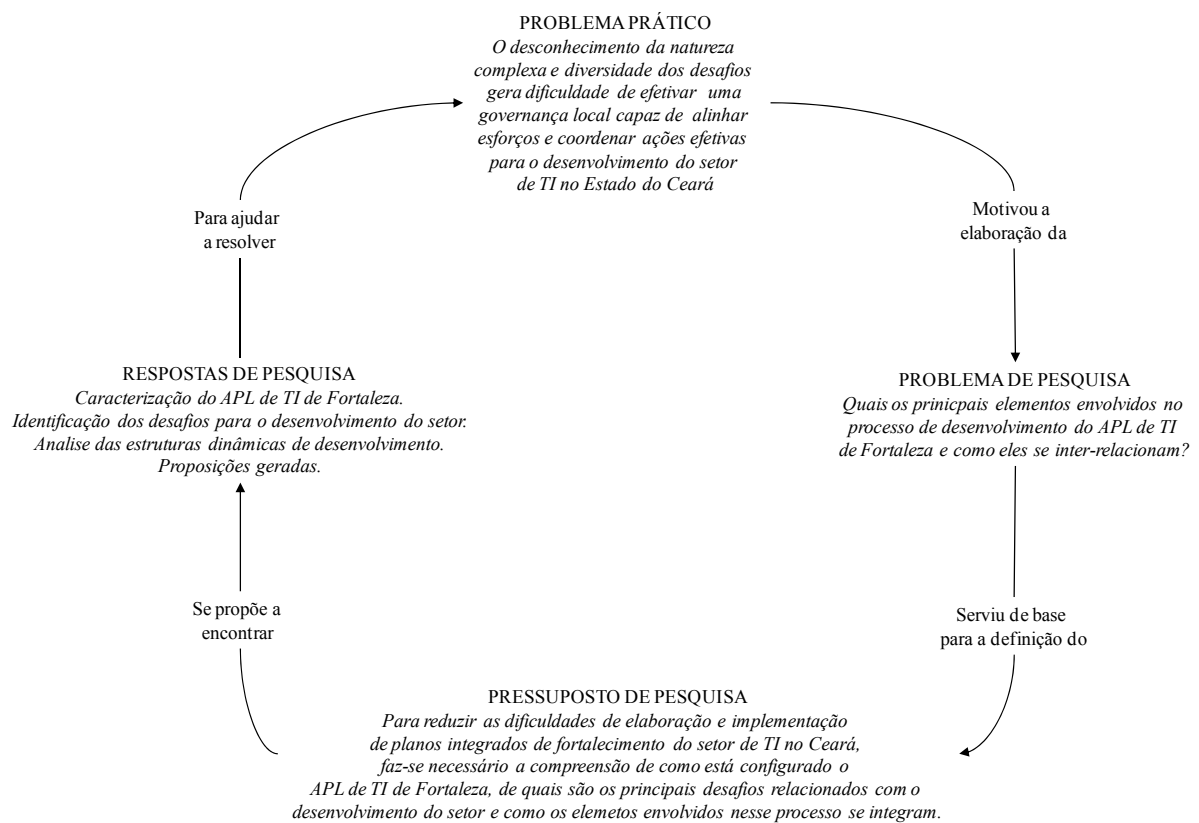 PROBLEMA PRÁTICO
O desconhecimento da natureza
complexa e diversidade dos desafios
gera dificuldade de efetivar uma
governança local capaz de alinhar
esforços e coordenar ações efetivas
para o desenvolvimento do setor
de TI no Estado do Ceará
Motivou a
elaboração da
PROBLEMA DE PESQUISA
Quais os prinicpais elementos envolvidos no
processo de desenvolvimento do APL de TI
de Fortaleza e como eles se inter-relacionam?
Serviu de base
para a definição do
PRESSUPOSTO DE PESQUISA
Para reduzir as dificuldades de elaboração e implementação
de planos integrados de fortalecimento do setor de TI no Ceará,
faz-se necessário a compreensão de como está configurado o
APL de TI de Fortaleza, de quais são os principais desafios relacionados com o
desenvolvimento do setor e como os elemetos envolvidos nesse processo se integram.
Se propõe a
encontrar
RESPOSTAS DE PESQUISA
Caracterização do APL de TI de Fortaleza.
Identificação dos desafios para o desenvolvimento do setor.
Analise das estruturas dinâmicas de desenvolvimento.
Proposições geradas.
Para ajudar
a resolver